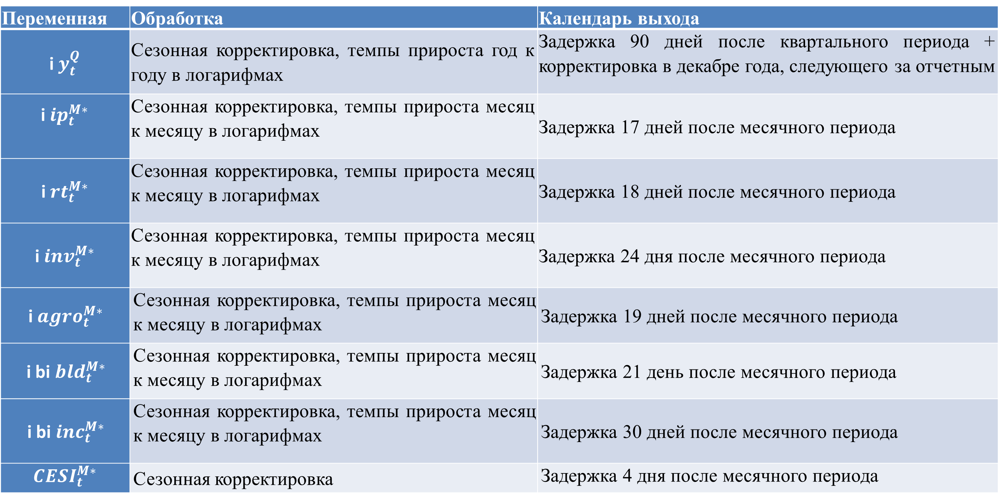 Переменная
Обработка
Календарь выхода
i y_t^Q
Сезонная корректировка, темпы прироста год к
году в логарифмах
Задержка 90 дней после квартального периода +
корректировка в декабре года, следующего за отчетным
i ip_t^{M*}
Сезонная корректировка, темпы прироста месяц
к месяцу в логарифмах
Задержка 17 дней после месячного периода
i rt_t^{M*}
Сезонная корректировка, темпы прироста месяц
к месяцу в логарифмах
Задержка 18 дней после месячного периода
i inv_t^{M*}
Сезонная корректировка, темпы прироста месяц
к месяцу в логарифмах
Задержка 24 дня после месячного периода
i agro_t^{M*}
Сезонная корректировка, темпы прироста месяц
к месяцу в логарифмах
Задержка 19 дней после месячного периода
i bi bld_t^{M*}
Сезонная корректировка, темпы прироста месяц
к месяцу в логарифмах
Задержка 21 день после месячного периода
i bi inc_t^{M*}
Сезонная корректировка, темпы прироста месяц
к месяцу в логарифмах
Задержка 30 дней после месячного периода
CESI_t^{M*}
Сезонная корректировка
Задержка 4 дня после месячного периода